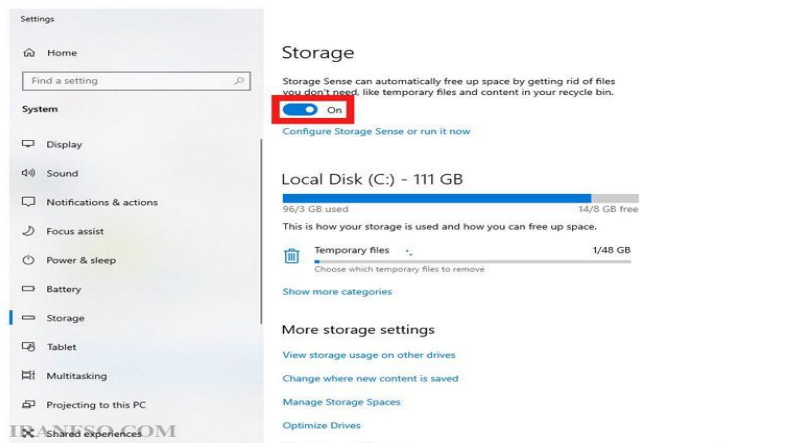 Settings
Home
Find a setting
System
Display
Sound
Notifications & actions
Focus assist
Power & sleep
Battery
Storage
Tablet
Multitasking
Projecting to this PC
Shared experiences
IRANESO.COM
Storage
Storage Sense can automatically free up space by getting rid of files
you don't need, like temporary files and content in your recycle bin.
On
Configure Storage Sense or run it now
Local Disk (C:) - 111 GB
96/3 GB used
14/8 GB free
This is how your storage is used and how you can free up space.
Temporary files
1/48 GB
Choose which temporary files to remove
Show more categories
More storage settings
View storage usage on other drives
Change where new content is saved
Manage Storage Spaces
Optimize Drives